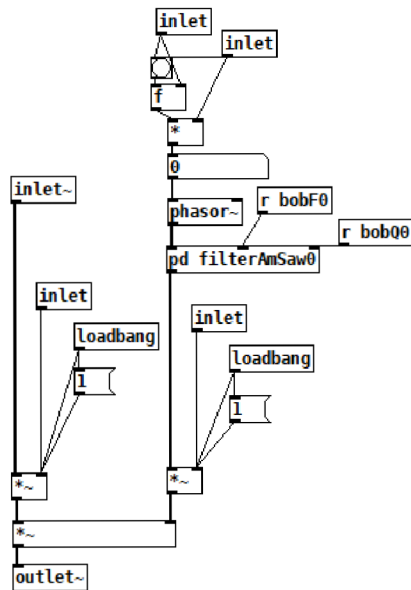 inlet
inlet
f
*
0
inlet~
phasor~
r bobF0
r bobQ0
pd filterAmSaw0
inlet
inlet
loadbang
loadbang
1
1
*~
*~
*~
outlet~